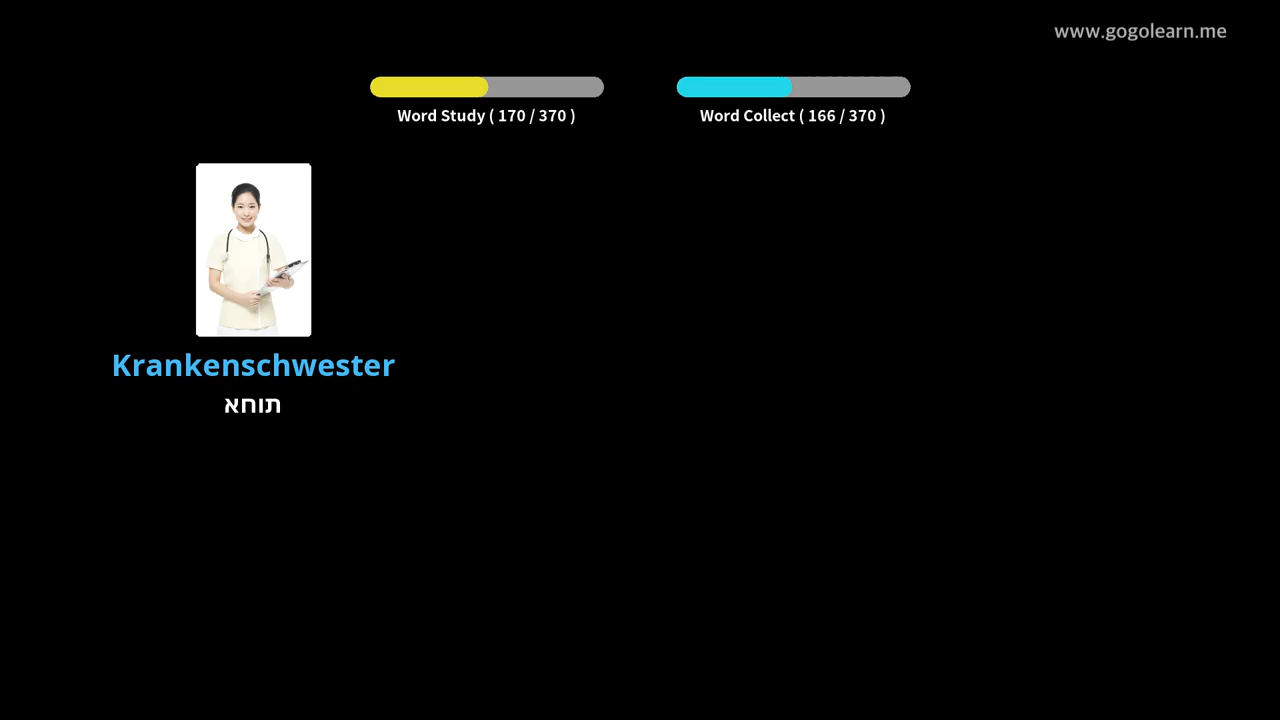 www.gogolearn.me
Word Study ( 170 / 370 )
Word Collect ( 166 / 370 )
Krankenschwester
תוחא